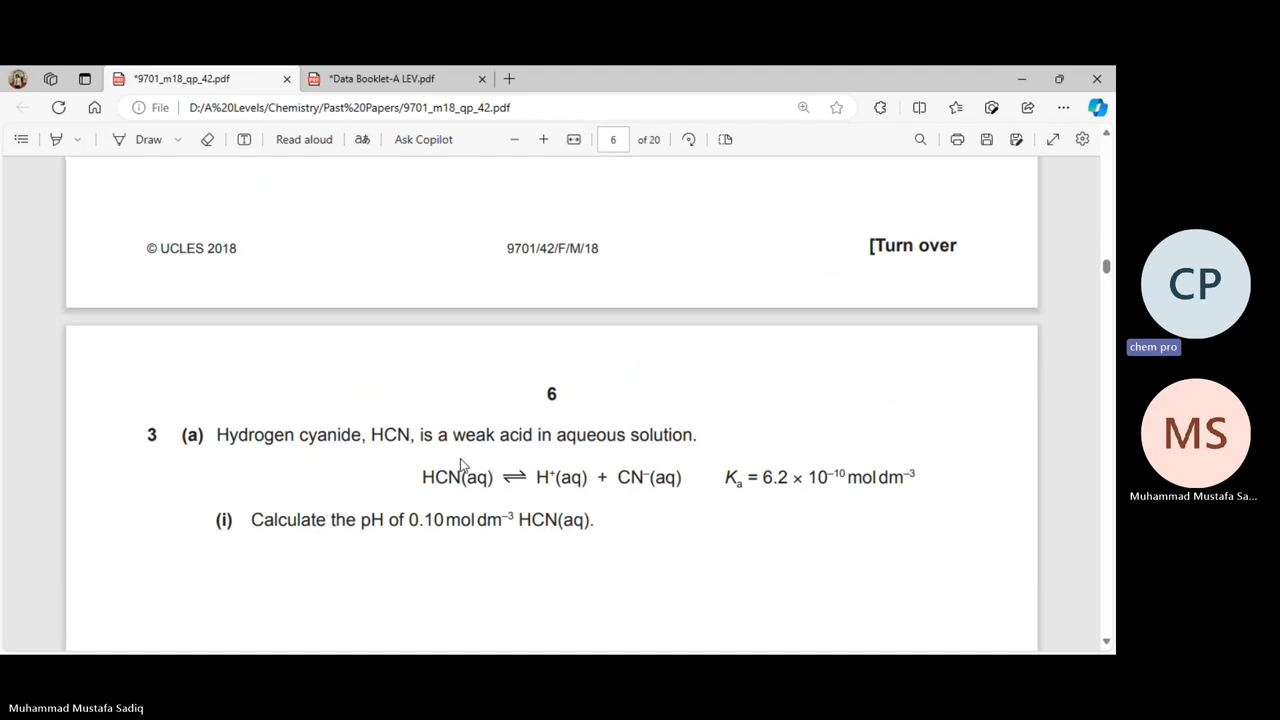 *9701_m18_qp_42.pdf
*Data Booklet-A LEV.pdf
File D:/A%20Levels/Chemistry/Past%20Papers/9701_m18_qp_42.pdf
Draw Read aloud aあ Ask Copilot 6 of 20
© UCLES 2018 9701/42/F/M/18 [Turn over
6
3 (a) Hydrogen cyanide, HCN, is a weak acid in aqueous solution.
HCN(aq) ⇌ H⁺(aq) + CN⁻(aq) Kₐ = 6.2 × 10⁻¹⁰ mol dm⁻³
(i) Calculate the pH of 0.10 mol dm⁻³ HCN(aq).
CP
chem pro
MS
Muhammad Mustafa Sa...
Muhammad Mustafa Sadiq